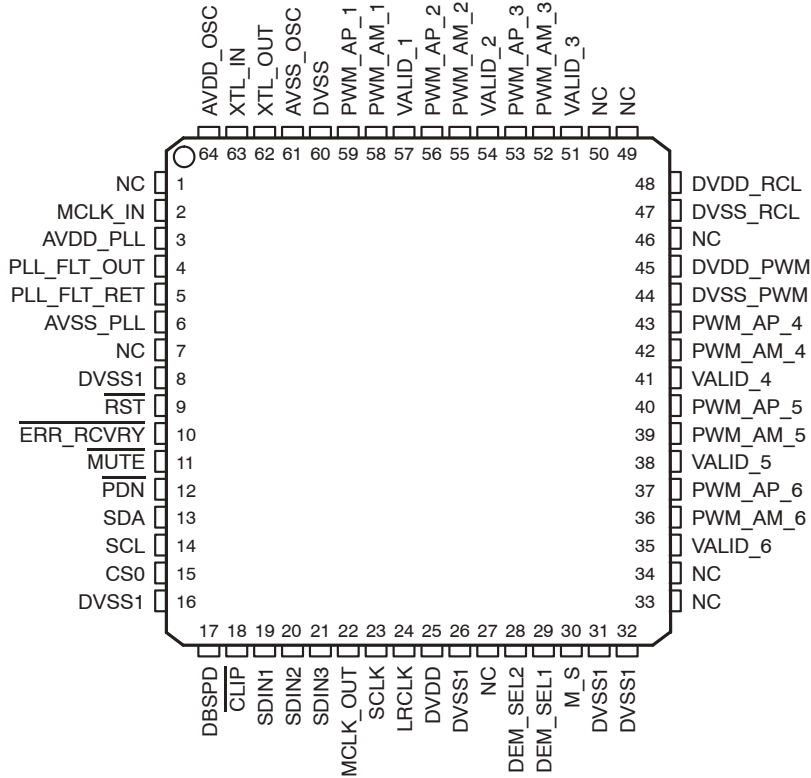 AVDD_OSC
XTL_IN
XTL_OUT
AVSS_OSC
DVSS
PWM_AP_1
PWM_AM_1
VALID_1
PWM_AP_2
PWM_AM_2
VALID_2
PWM_AP_3
PWM_AM_3
VALID_3
NC
NC
64 63 62 61 60 59 58 57 56 55 54 53 52 51 50 49
NC 1
MCLK_IN 2
AVDD_PLL 3
PLL_FLT_OUT 4
PLL_FLT_RET 5
AVSS_PLL 6
NC 7
DVSS1 8
RST 9
ERR_RCVRY 10
MUTE 11
PDN 12
SDA 13
SCL 14
CS0 15
DVSS1 16
48 DVDD_RCL
47 DVSS_RCL
46 NC
45 DVDD_PWM
44 DVSS_PWM
43 PWM_AP_4
42 PWM_AM_4
41 VALID_4
40 PWM_AP_5
39 PWM_AM_5
38 VALID_5
37 PWM_AP_6
36 PWM_AM_6
35 VALID_6
34 NC
33 NC
17 18 19 20 21 22 23 24 25 26 27 28 29 30 31 32
DBSPD
CLIP
SDIN1
SDIN2
SDIN3
MCLK_OUT
SCLK
LRCLK
DVDD
DVSS1
NC
DEM_SEL2
DEM_SEL1
M_S
DVSS1
DVSS1